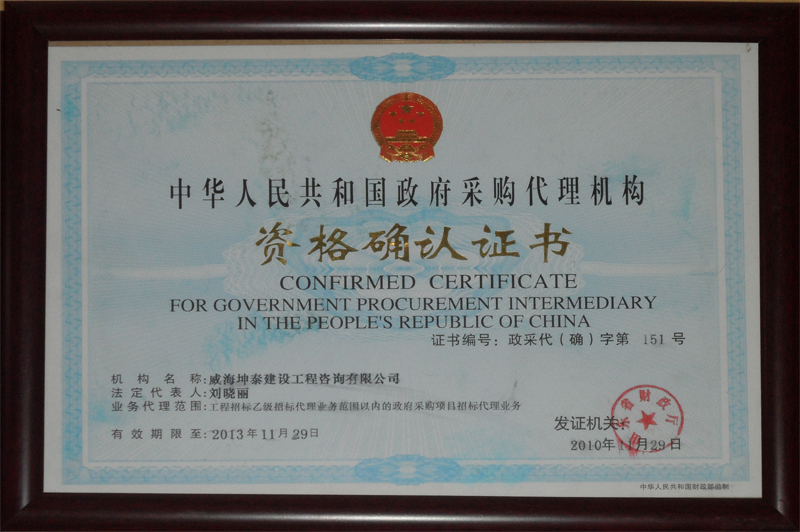 中华人民共和国政府采购代理机构
资格确认证书
CONFIRMED CERTIFICATE
FOR GOVERNMENT PROCUREMENT INTERMEDIARY
IN THE PEOPLE'S REPUBLIC OF CHINA
证书编号：政采代（确）字第 151 号
机构名称：威海坤泰建设工程咨询有限公司
法定代表人：刘晓丽
业务代理范围：工程招标乙级招标代理业务范围以内的政府采购项目招标代理业务
山东省财政厅
发证机关：
有效期限至：2013年11月29日
2010年11月29日
中华人民共和国财政部监制